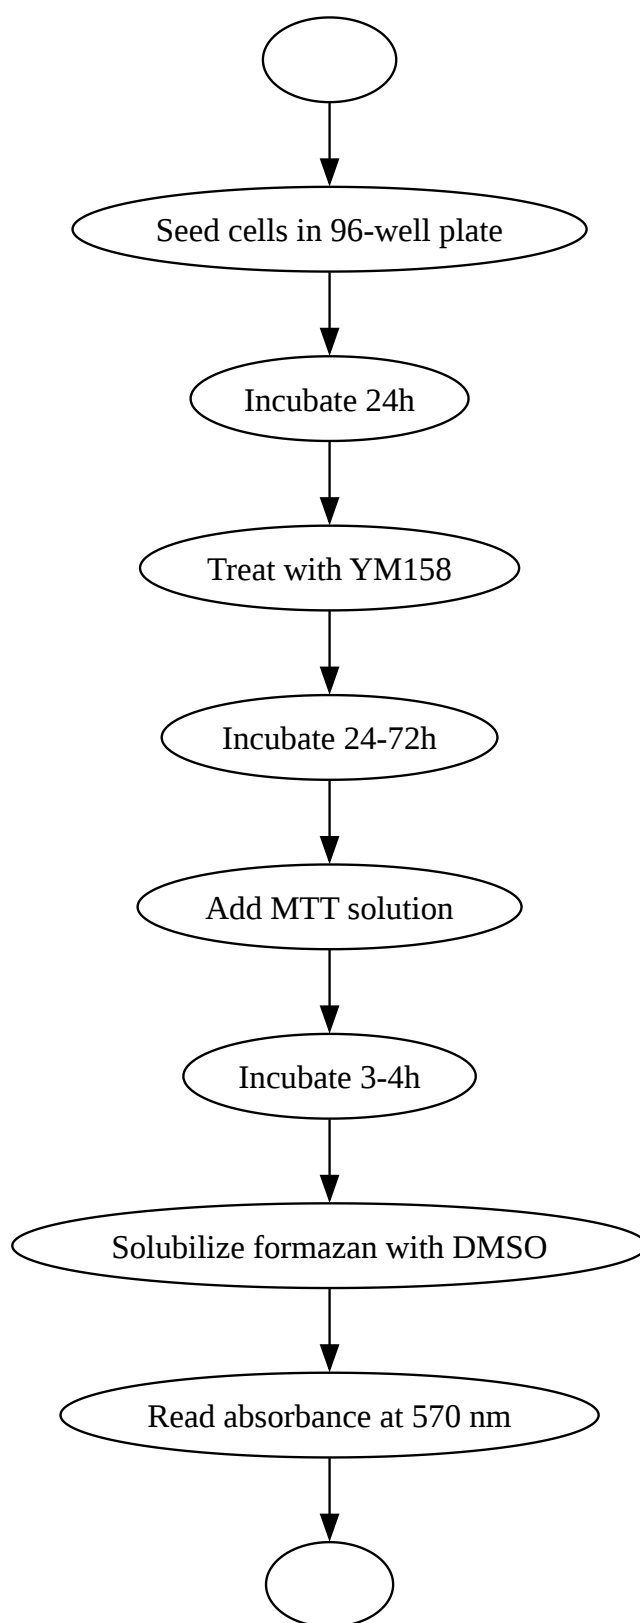 Seed cells in 96-well plate
Incubate 24h
Treat with YM158
Incubate 24-72h
Add MTT solution
Incubate 3-4h
Solubilize formazan with DMSO
Read absorbance at 570 nm